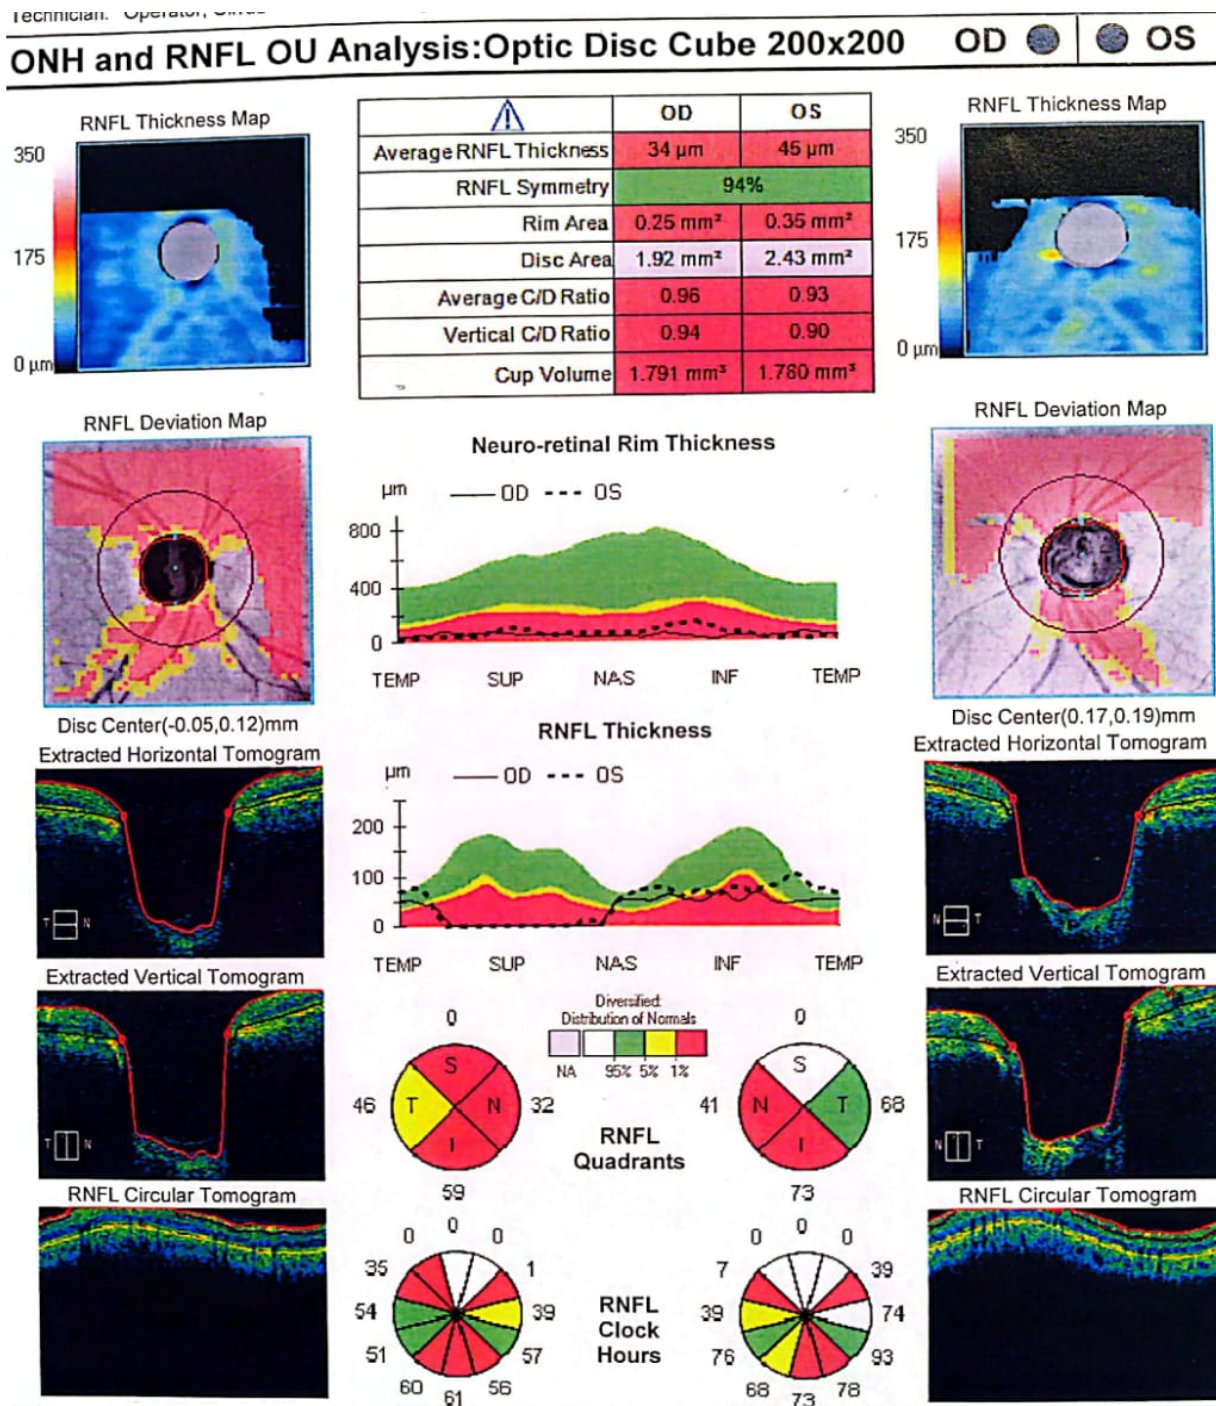 Technician: Operator, Cirrus
ONH and RNFL OU Analysis:Optic Disc Cube 200x200 OD OS
RNFL Thickness Map
350
175
0 µm
OD OS
Average RNFL Thickness 34 µm 45 µm
RNFL Symmetry 94%
Rim Area 0.25 mm² 0.35 mm²
Disc Area 1.92 mm² 2.43 mm²
Average C/D Ratio 0.96 0.93
Vertical C/D Ratio 0.94 0.90
Cup Volume 1.791 mm³ 1.780 mm³
RNFL Thickness Map
350
175
0 µm
RNFL Deviation Map
Disc Center(-0.05,0.12)mm
Extracted Horizontal Tomogram
T N
Extracted Vertical Tomogram
T N
RNFL Circular Tomogram
Neuro-retinal Rim Thickness
µm OD OS
800
400
0
TEMP SUP NAS INF TEMP
RNFL Thickness
µm OD OS
200
100
0
TEMP SUP NAS INF TEMP
Diversified:
Distribution of Normals
NA 95% 5% 1%
0
S
46 T N 32
I
59
RNFL
Quadrants
0
S
41 N T 68
I
73
0 0 0
35 1
54 39
51 57
60 61 56
RNFL
Clock
Hours
0 0 0
7 39
39 74
76 93
68 73 78
RNFL Deviation Map
Disc Center(0.17,0.19)mm
Extracted Horizontal Tomogram
N T
Extracted Vertical Tomogram
N T
RNFL Circular Tomogram